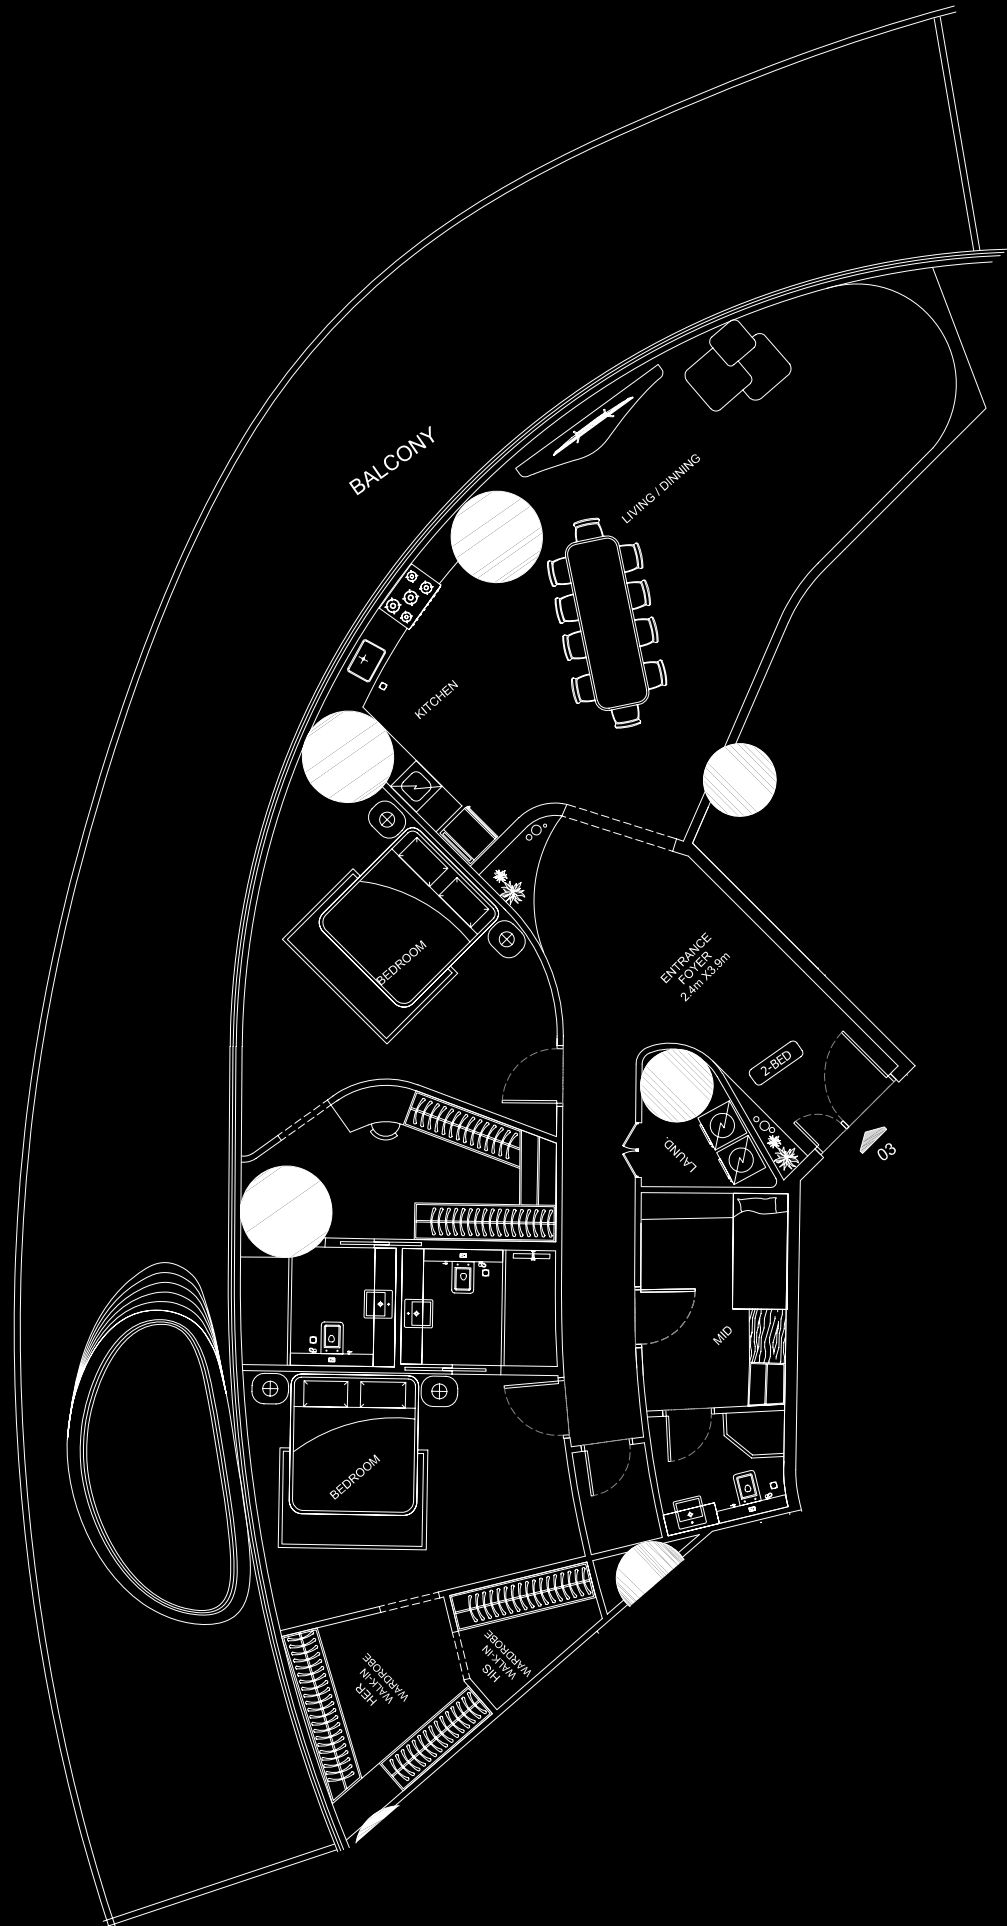 BALCONY
LIVING / DINNING
KITCHEN
BEDROOM
ENTRANCE
FOYER
2.4m X3.9m
2-BED
03
LAUND.
MID
BEDROOM
HER
WALK-IN
WARDROBE
HIS
WALK-IN
WARDROBE